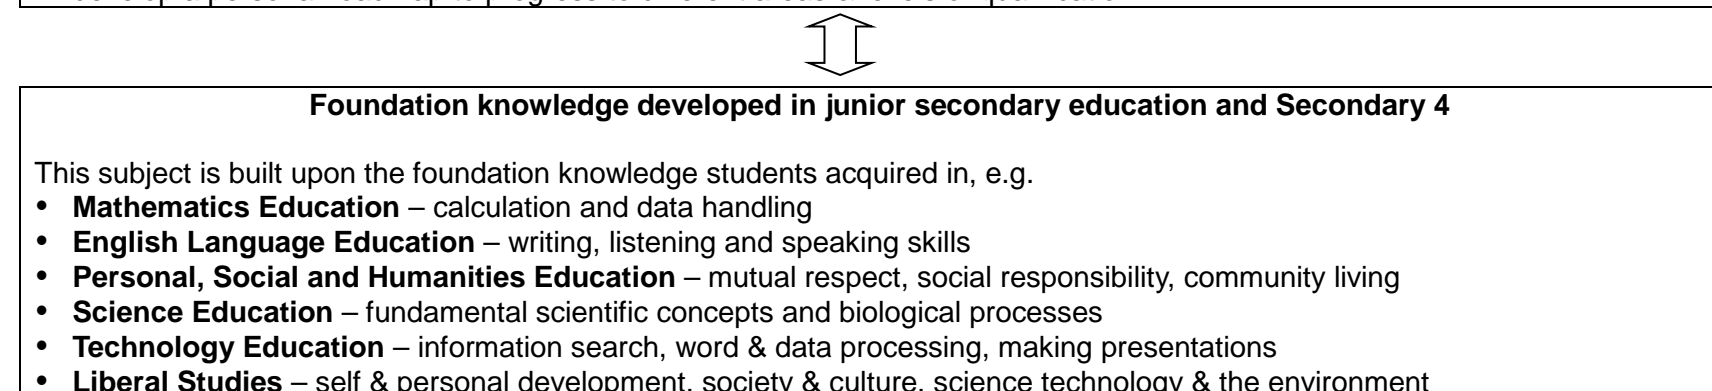 Foundation knowledge developed in junior secondary education and Secondary 4
This subject is built upon the foundation knowledge students acquired in, e.g.
• Mathematics Education – calculation and data handling
• English Language Education – writing, listening and speaking skills
• Personal, Social and Humanities Education – mutual respect, social responsibility, community living
• Science Education – fundamental scientific concepts and biological processes
• Technology Education – information search, word & data processing, making presentations
• Liberal Studies – self & personal development, society & culture, science technology & the environment